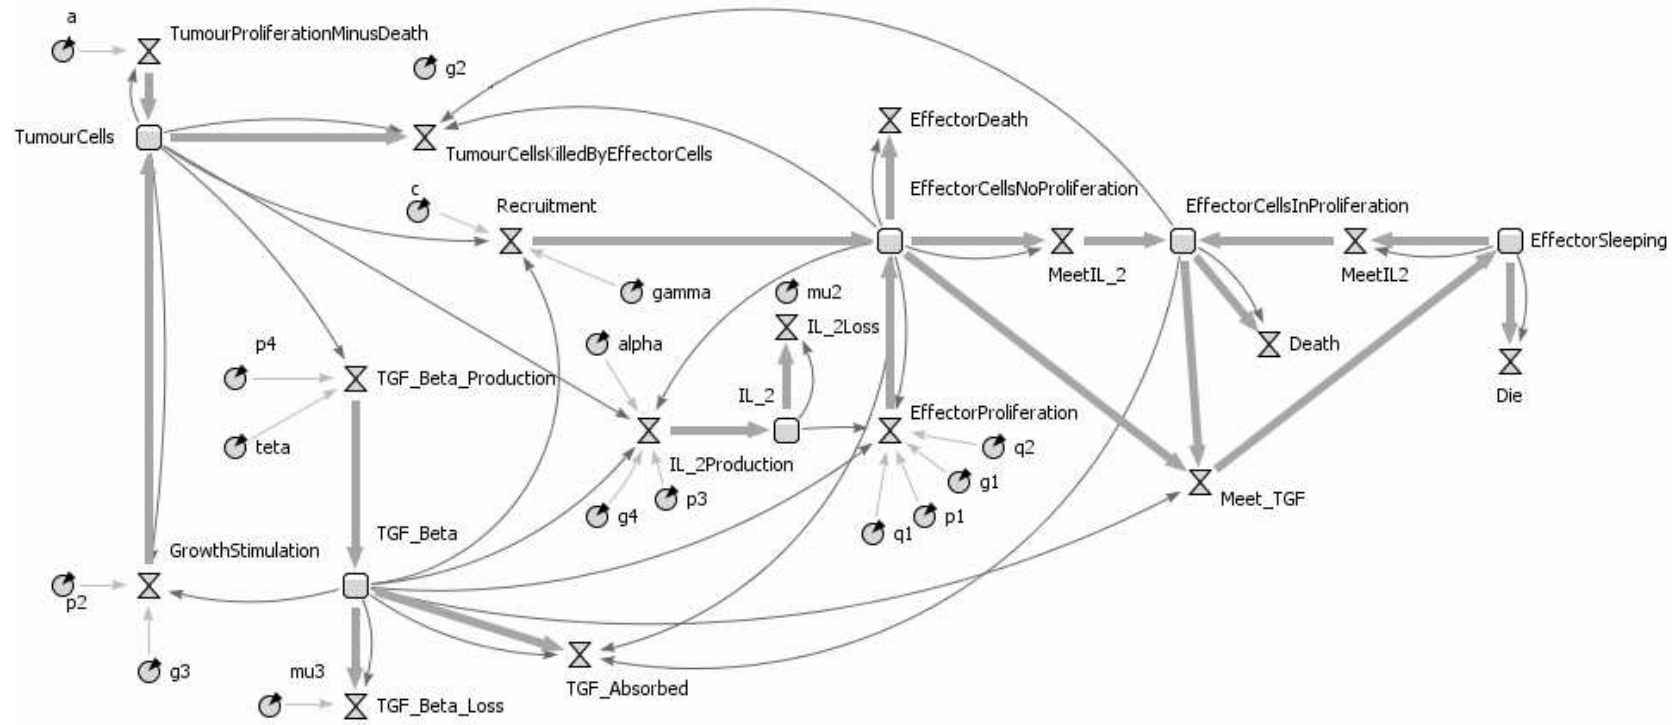 a
TumourProliferationMinusDeath
g2
TumourCells
TumourCellsKilledByEffectorCells
EffectorDeath
c
Recruitment
EffectorCellsNoProliferation
EffectorCellsInProliferation
EffectorSleeping
MeetIL_2
MeetIL2
gamma
mu2
IL_2Loss
alpha
Death
p4
TGF_Beta_Production
IL_2
Die
EffectorProliferation
teta
q2
IL_2Production
g1
p3
g4
p1
q1
Meet_TGF
TGF_Beta
GrowthStimulation
p2
g3
mu3
TGF_Absorbed
TGF_Beta_Loss